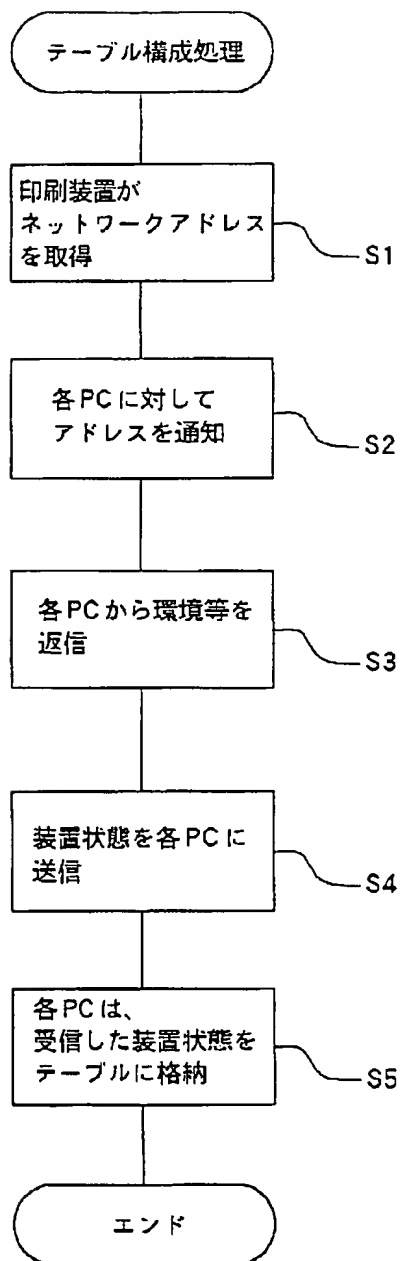 テーブル構成処理
印刷装置が
ネットワークアドレス
を取得
S1
各PCに対して
アドレスを通知
S2
各PCから環境等を
返信
S3
装置状態を各PCに
送信
S4
各PCは、
受信した装置状態を
テーブルに格納
S5
エンド